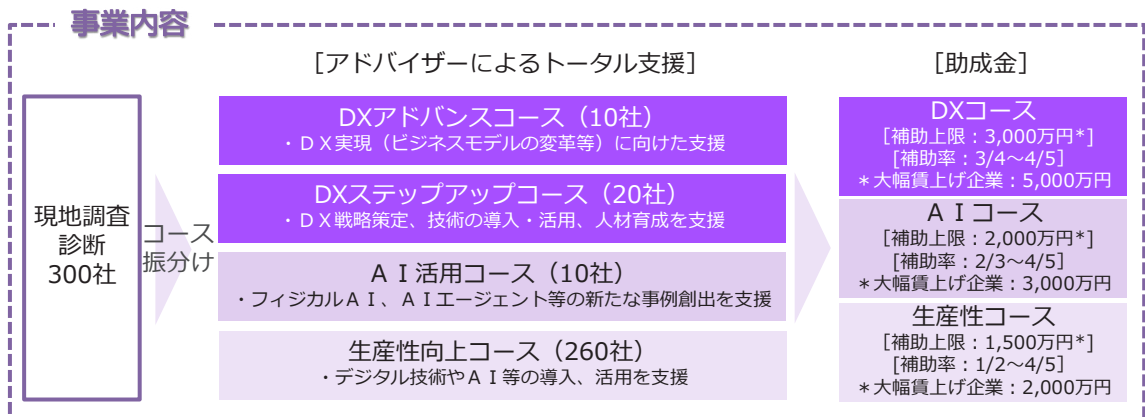 事業内容
［アドバイザーによるトータル支援］
［助成金］
現地調査
診断
300社
コース
振分け
DXアドバンスコース（10社）
・ＤＸ実現（ビジネスモデルの変革等）に向けた支援
DXステップアップコース（20社）
・ＤＸ戦略策定、技術の導入・活用、人材育成を支援
ＡＩ活用コース（10社）
・フィジカルＡＩ、ＡＩエージェント等の新たな事例創出を支援
生産性向上コース（260社）
・デジタル技術やＡＩ等の導入、活用を支援
DXコース
[補助上限：3,000万円*]
[補助率：3/4～4/5]
＊大幅賃上げ企業：5,000万円
ＡＩコース
[補助上限：2,000万円*]
[補助率：2/3～4/5]
＊大幅賃上げ企業：3,000万円
生産性コース
[補助上限：1,500万円*]
[補助率：1/2～4/5]
＊大幅賃上げ企業：2,000万円